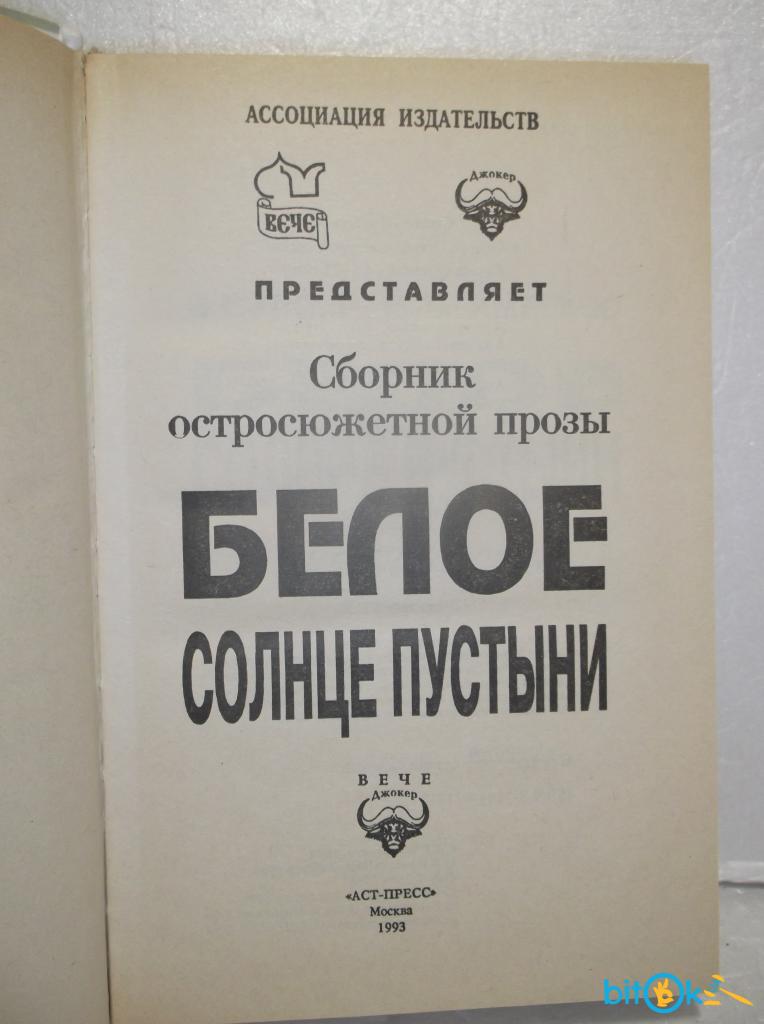 АССОЦИАЦИЯ ИЗДАТЕЛЬСТВ
ВЕЧЕ
Джокер
ПРЕДСТАВЛЯЕТ
Сборник
остросюжетной прозы
БЕЛОЕ
СОЛНЦЕ ПУСТЫНИ
ВЕЧЕ
Джокер
«АСТ-ПРЕСС»
Москва
1993
bitOk